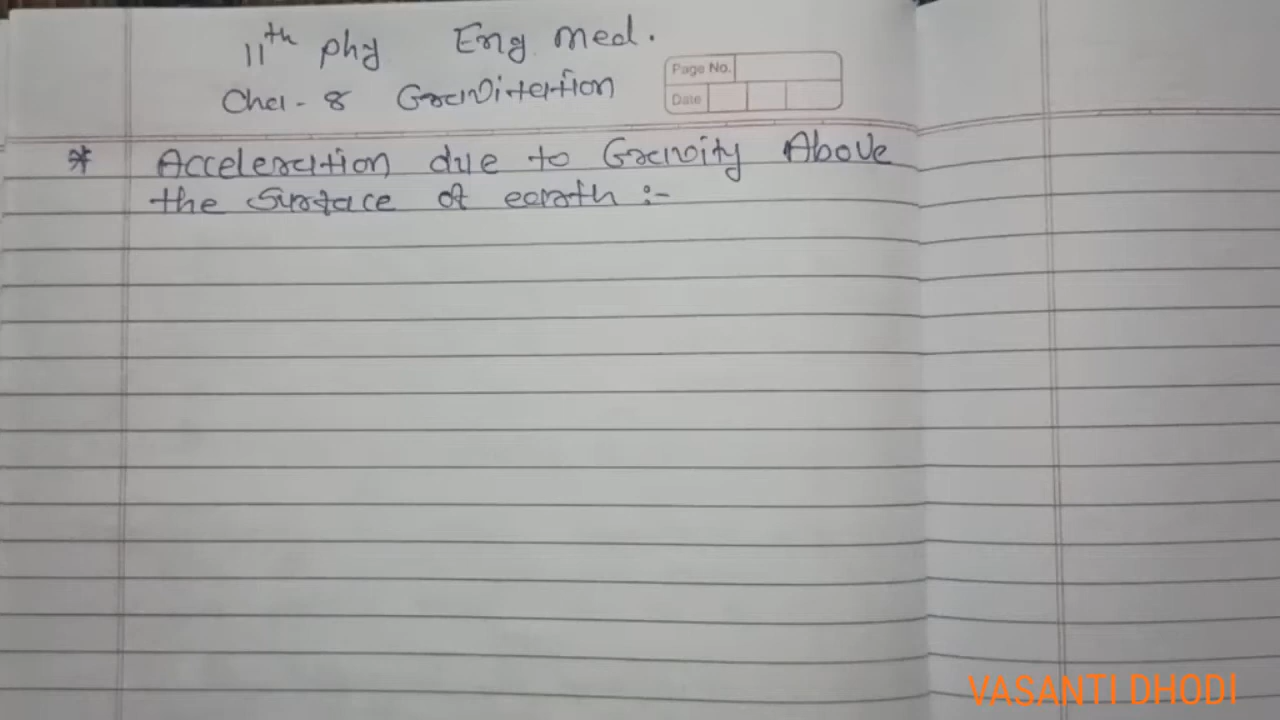 11th phy Eng med.
Cha-8 Gravitation
Page No.
Date
* Acceleration due to Gravity Above
the Surface of earth :-
VASANTI DHODI